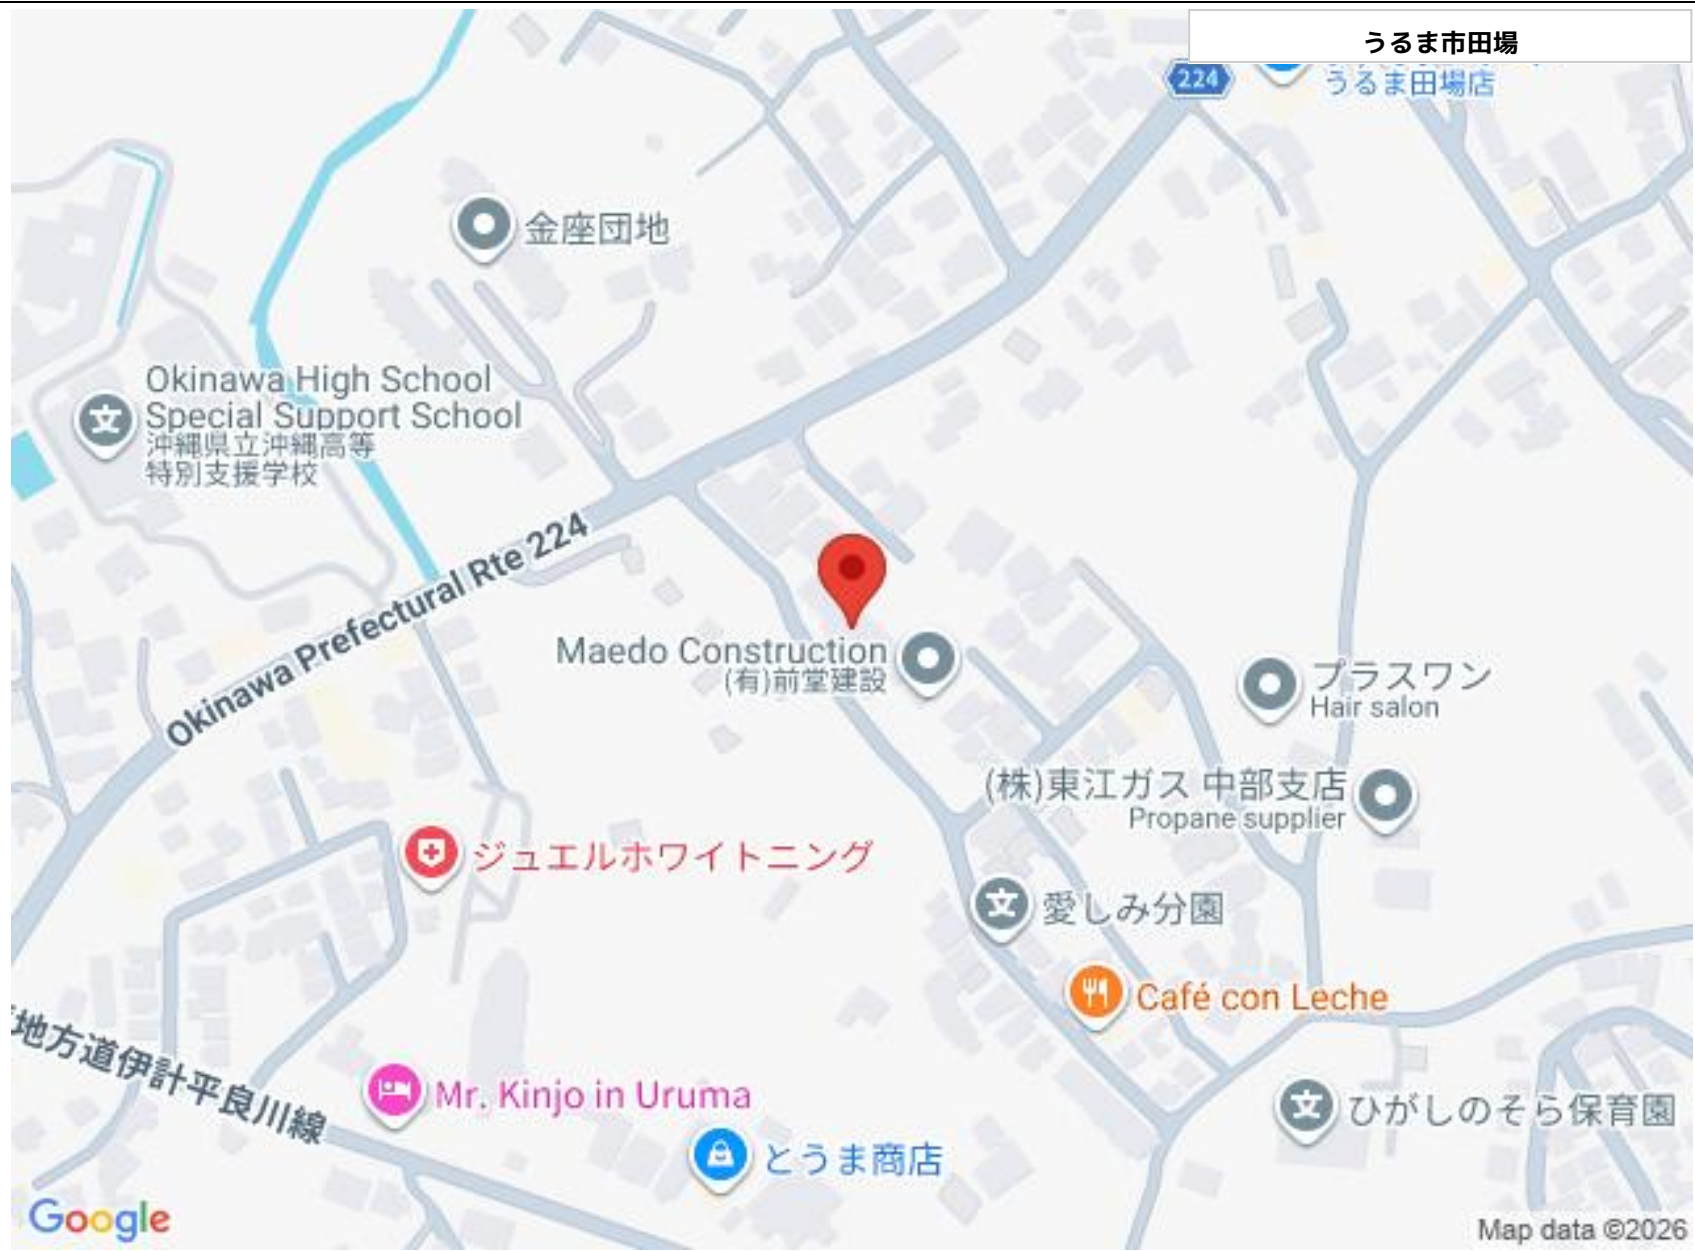 うるま市田場
224
うるま田場店
金座団地
Okinawa High School
Special Support School
沖縄県立沖縄高等
特別支援学校
Okinawa Prefectural Rte 224
Maedo Construction
(有)前堂建設
プラスワン
Hair salon
(株)東江ガス 中部支店
Propane supplier
ジュエルホワイトニング
愛しみ分園
Café con Leche
地方道伊計平良川線
Mr. Kinjo in Uruma
ひがしのそら保育園
とうま商店
Google
Map data ©2026